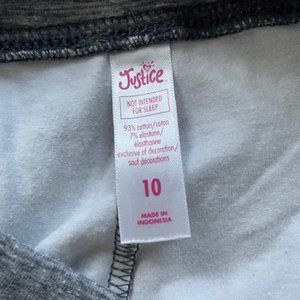 Justice
NOT INTENDED
FOR SLEEP
93% cotton/coton
7% elastane/
élasthanne
exclusive of decoration/
sauf décorations
10
MADE IN
INDONESIA